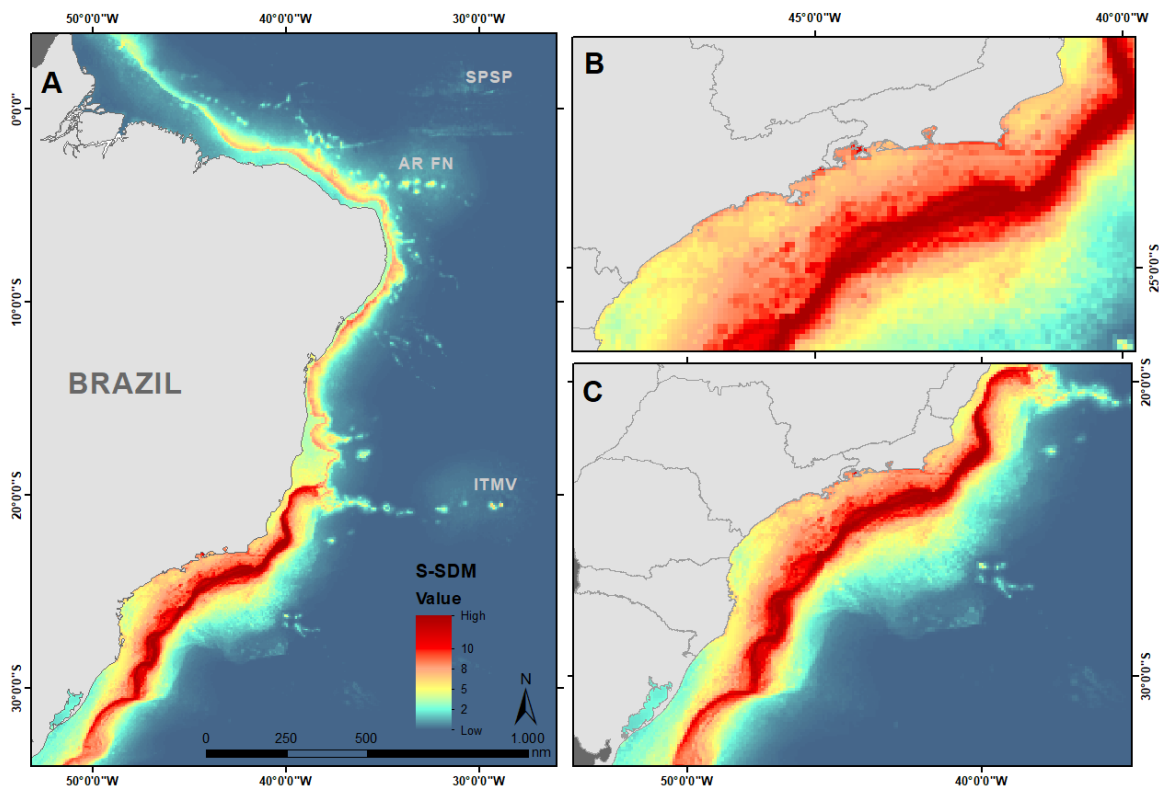 50°0'0"W 40°0'0"W 30°0'0"W
45°0'0"W 40°0'0"W
A
SPSP
B
0°0'0"
AR FN
10°0'0"S
25°0'0"S
BRAZIL
C
20°0'0"S
ITMV
20°0'0"S
S-SDM
Value
High
10
8
5
2
Low
N
30°0'0"S
30°0'0"S
0 250 500 1.000
nm
50°0'0"W 40°0'0"W 30°0'0"W
50°0'0"W 40°0'0"W